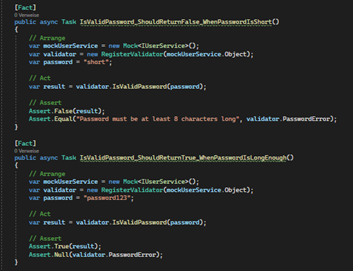 [Fact]
0 Verweise
public async Task IsValidPassword_ShouldReturnFalse_WhenPasswordIsShort()
{
// Arrange
var mockUserService = new Mock<IUserService>();
var validator = new RegisterValidator(mockUserService.Object);
var password = "short";
// Act
var result = validator.IsValidPassword(password);
// Assert
Assert.False(result);
Assert.Equal("Password must be at least 8 characters long", validator.PasswordError);
}
[Fact]
0 Verweise
public async Task IsValidPassword_ShouldReturnTrue_WhenPasswordIsLongEnough()
{
// Arrange
var mockUserService = new Mock<IUserService>();
var validator = new RegisterValidator(mockUserService.Object);
var password = "password123";
// Act
var result = validator.IsValidPassword(password);
// Assert
Assert.True(result);
Assert.Null(validator.PasswordError);
}